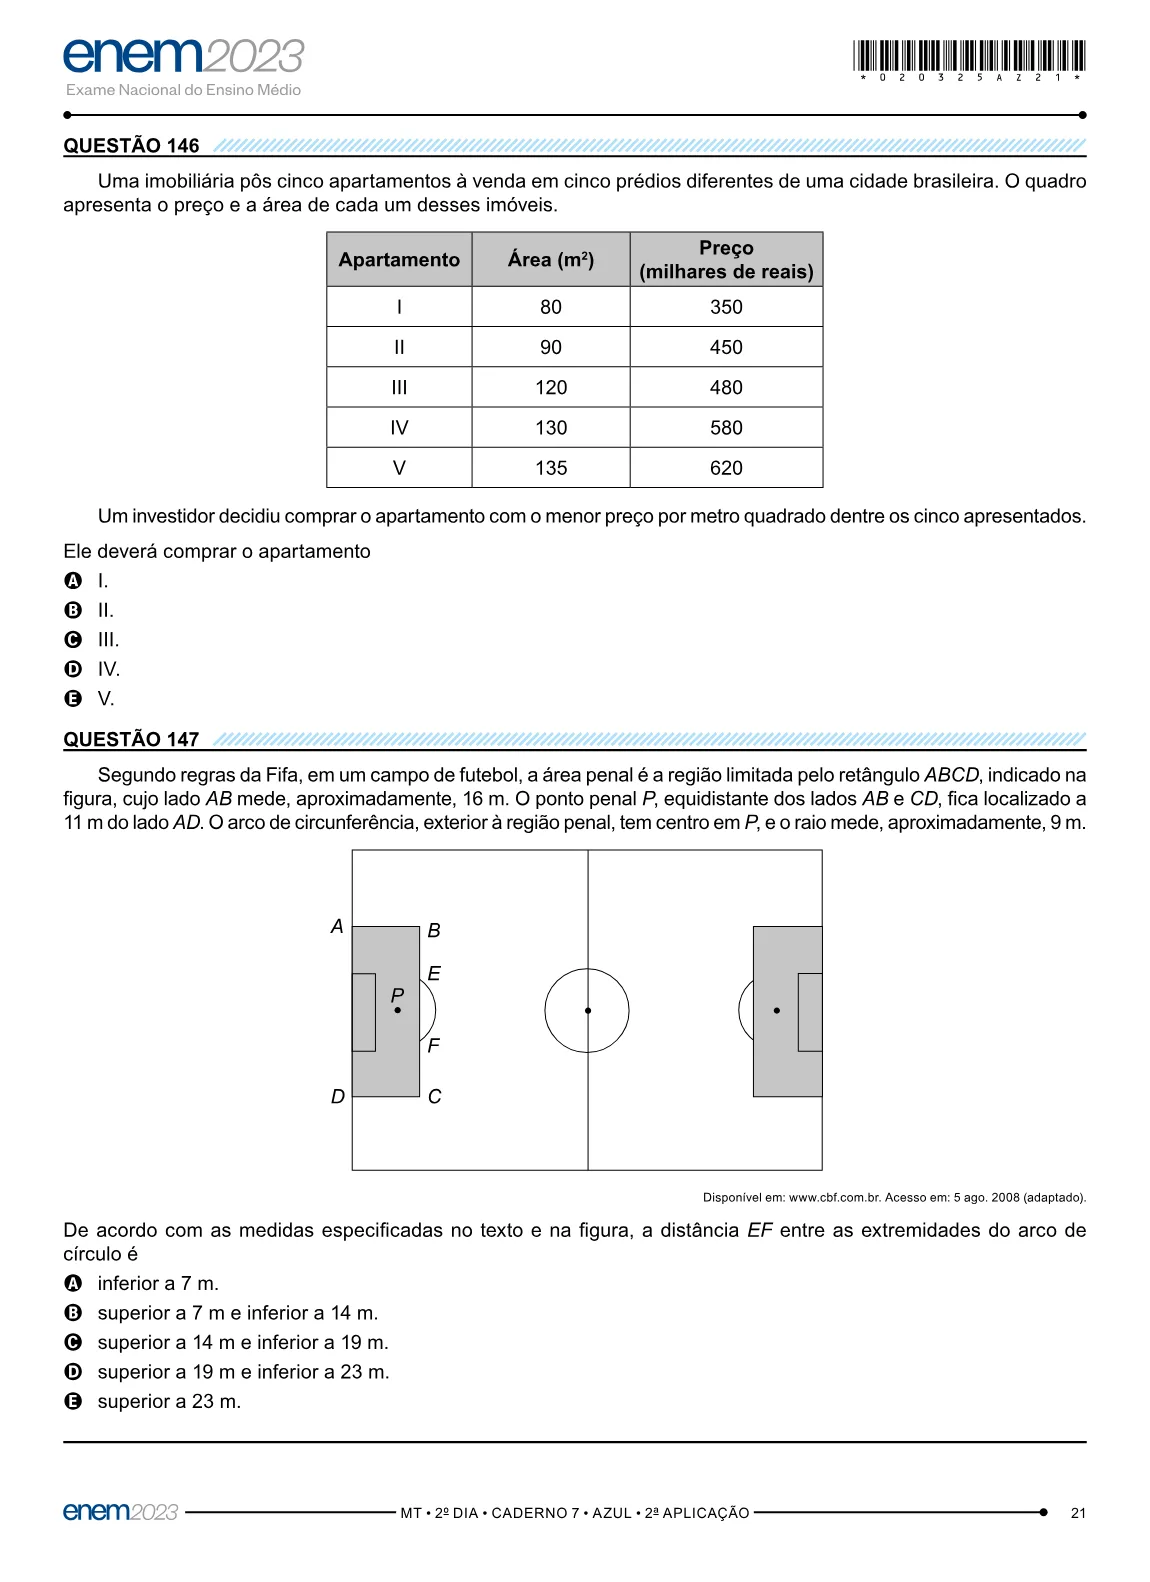 enem2023
Exame Nacional do Ensino Médio
*020325AZ21*
QUESTÃO 146
Uma imobiliária pôs cinco apartamentos à venda em cinco prédios diferentes de uma cidade brasileira. O quadro
apresenta o preço e a área de cada um desses imóveis.
Apartamento Área (m²) Preço (milhares de reais)
I 80 350
II 90 450
III 120 480
IV 130 580
V 135 620
Um investidor decidiu comprar o apartamento com o menor preço por metro quadrado dentre os cinco apresentados.
Ele deverá comprar o apartamento
A I.
B II.
C III.
D IV.
E V.
QUESTÃO 147
Segundo regras da Fifa, em um campo de futebol, a área penal é a região limitada pelo retângulo ABCD, indicado na
figura, cujo lado AB mede, aproximadamente, 16 m. O ponto penal P, equidistante dos lados AB e CD, fica localizado a
11 m do lado AD. O arco de circunferência, exterior à região penal, tem centro em P, e o raio mede, aproximadamente, 9 m.
A
B
E
P
F
D
C
Disponível em: www.cbf.com.br. Acesso em: 5 ago. 2008 (adaptado).
De acordo com as medidas especificadas no texto e na figura, a distância EF entre as extremidades do arco de
círculo é
A inferior a 7 m.
B superior a 7 m e inferior a 14 m.
C superior a 14 m e inferior a 19 m.
D superior a 19 m e inferior a 23 m.
E superior a 23 m.
enem2023
MT • 2º DIA • CADERNO 7 • AZUL • 2ª APLICAÇÃO
21